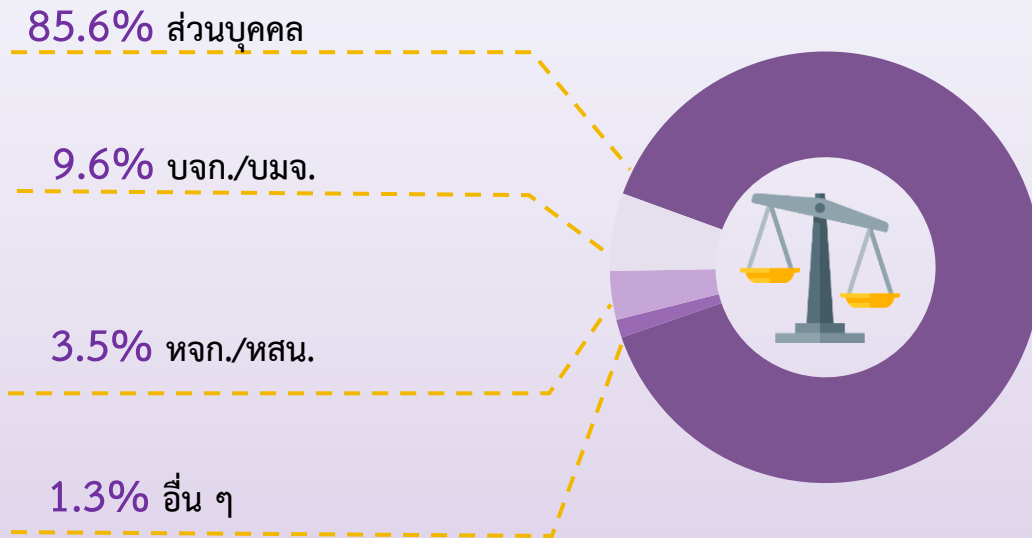 85.6% ส่วนบุคคล
9.6% บจก./บมจ.
3.5% หจก./หสน.
1.3% อื่น ๆ